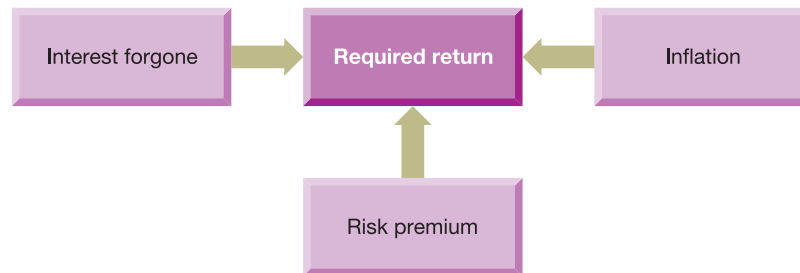 Interest forgone
Required return
Inflation
Risk premium